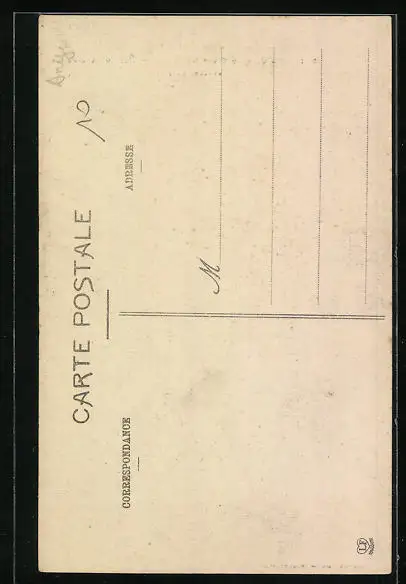 10
CARTE POSTALE
CORRESPONDANCE
ADRESSE
M